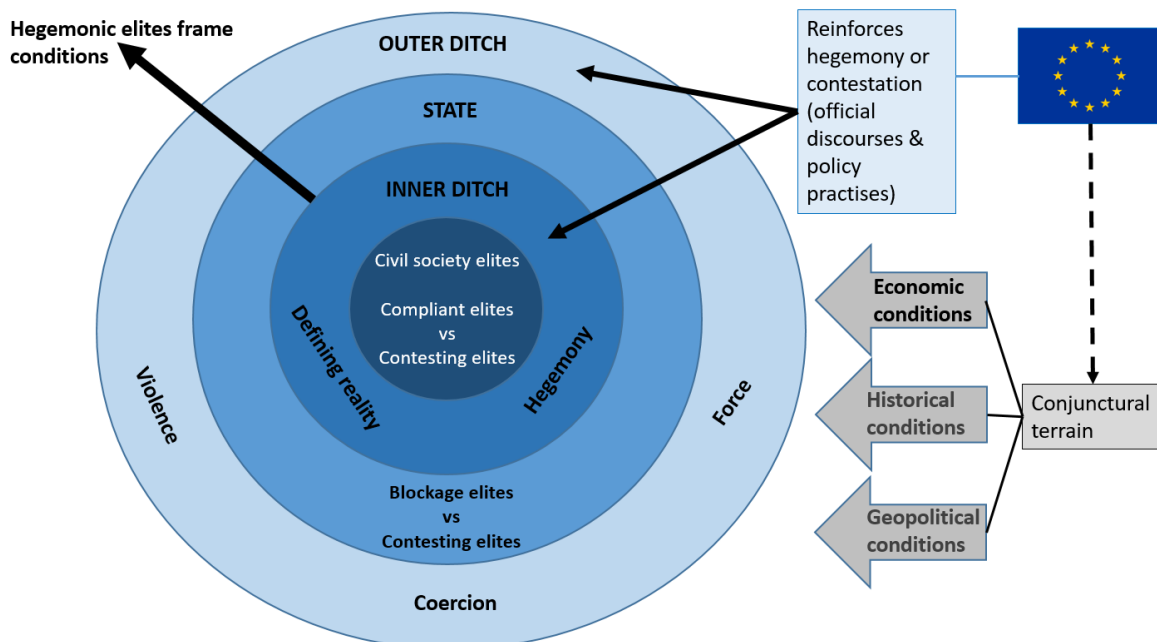 Hegemonic elites frame
conditions
OUTER DITCH
STATE
INNER DITCH
Civil society elites
Compliant elites
vs
Contesting elites
Defining reality
Hegemony
Violence
Force
Blockage elites
vs
Contesting elites
Coercion
Reinforces
hegemony or
contestation
(official
discourses &
policy
practises)
Economic
conditions
Historical
conditions
Geopolitical
conditions
Conjunctural
terrain